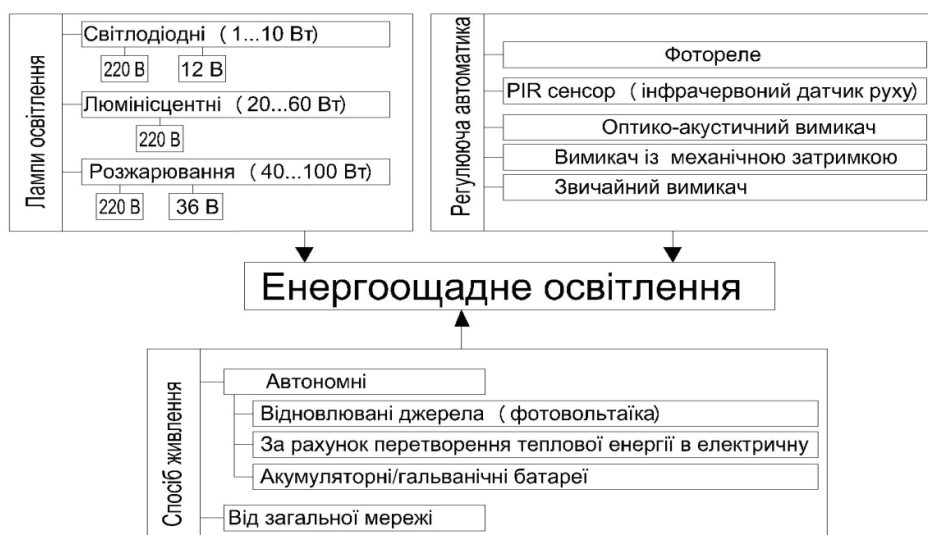 Лампи освітлення
Світлодіодні (1...10 Вт)
220 В
12 В
Люмінісцентні (20...60 Вт)
220 В
Розжарювання (40...100 Вт)
220 В
36 В
Регулююча автоматика
Фотореле
PIR сенсор (інфрачервоний датчик руху)
Оптико-акустичний вимикач
Вимикач із механічною затримкою
Звичайний вимикач
Енергоощадне освітлення
Спосіб живлення
Автономні
Відновлювані джерела (фотовольтаїка)
За рахунок перетворення теплової енергії в електричну
Акумуляторні/гальванічні батареї
Від загальної мережі